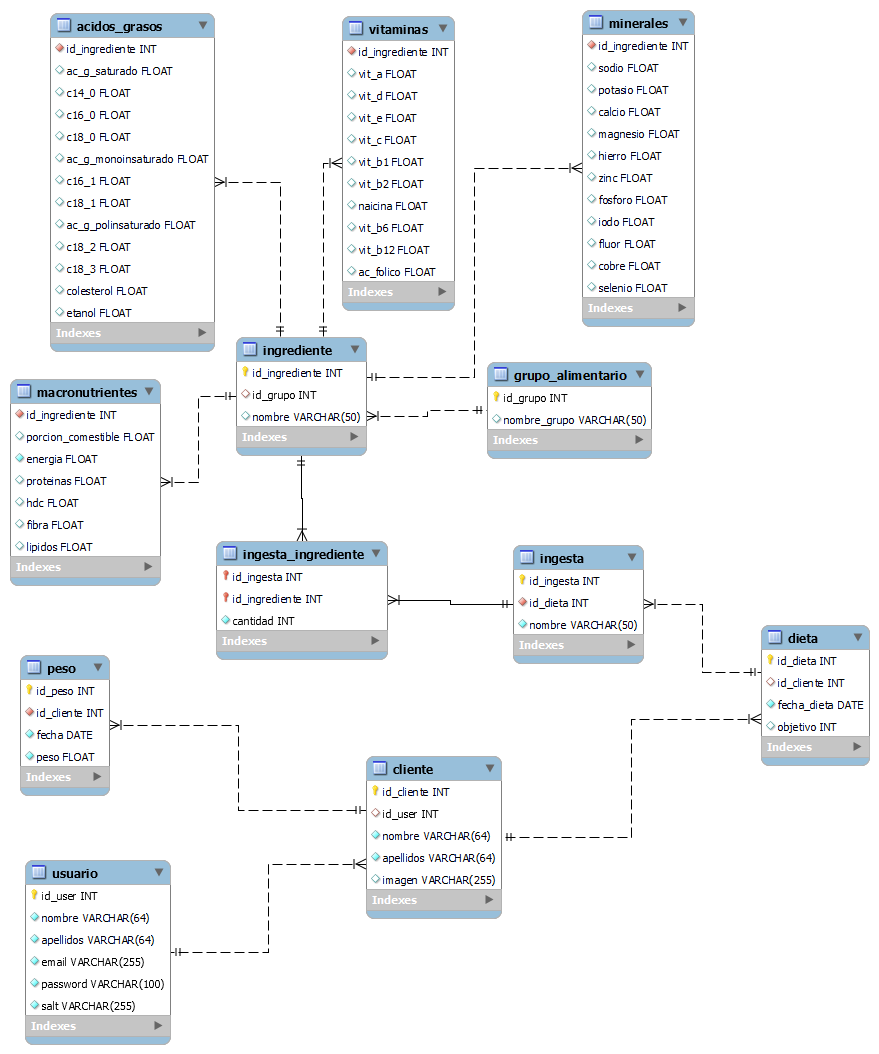 acidos_grasos
id_ingrediente INT
ac_g_saturado FLOAT
c14_0 FLOAT
c16_0 FLOAT
c18_0 FLOAT
ac_g_monoinsaturado FLOAT
c16_1 FLOAT
c18_1 FLOAT
ac_g_polinsaturado FLOAT
c18_2 FLOAT
c18_3 FLOAT
colesterol FLOAT
etanol FLOAT
Indexes
vitaminas
id_ingrediente INT
vit_a FLOAT
vit_d FLOAT
vit_e FLOAT
vit_c FLOAT
vit_b1 FLOAT
vit_b2 FLOAT
naicina FLOAT
vit_b6 FLOAT
vit_b12 FLOAT
ac_folico FLOAT
Indexes
minerales
id_ingrediente INT
sodio FLOAT
potasio FLOAT
calcio FLOAT
magnesio FLOAT
hierro FLOAT
zinc FLOAT
fosforo FLOAT
iodo FLOAT
fluor FLOAT
cobre FLOAT
selenio FLOAT
Indexes
ingrediente
id_ingrediente INT
id_grupo INT
nombre VARCHAR(50)
Indexes
grupo_alimentario
id_grupo INT
nombre_grupo VARCHAR(50)
Indexes
macronutrientes
id_ingrediente INT
porcion_comestible FLOAT
energia FLOAT
proteinas FLOAT
hdc FLOAT
fibra FLOAT
lipidos FLOAT
Indexes
ingesta_ingrediente
id_ingesta INT
id_ingrediente INT
cantidad INT
Indexes
ingesta
id_ingesta INT
id_dieta INT
nombre VARCHAR(50)
Indexes
dieta
id_dieta INT
id_cliente INT
fecha_dieta DATE
objetivo INT
Indexes
peso
id_peso INT
id_cliente INT
fecha DATE
peso FLOAT
Indexes
cliente
id_cliente INT
id_user INT
nombre VARCHAR(64)
apellidos VARCHAR(64)
imagen VARCHAR(255)
Indexes
usuario
id_user INT
nombre VARCHAR(64)
apellidos VARCHAR(64)
email VARCHAR(255)
password VARCHAR(100)
salt VARCHAR(255)
Indexes